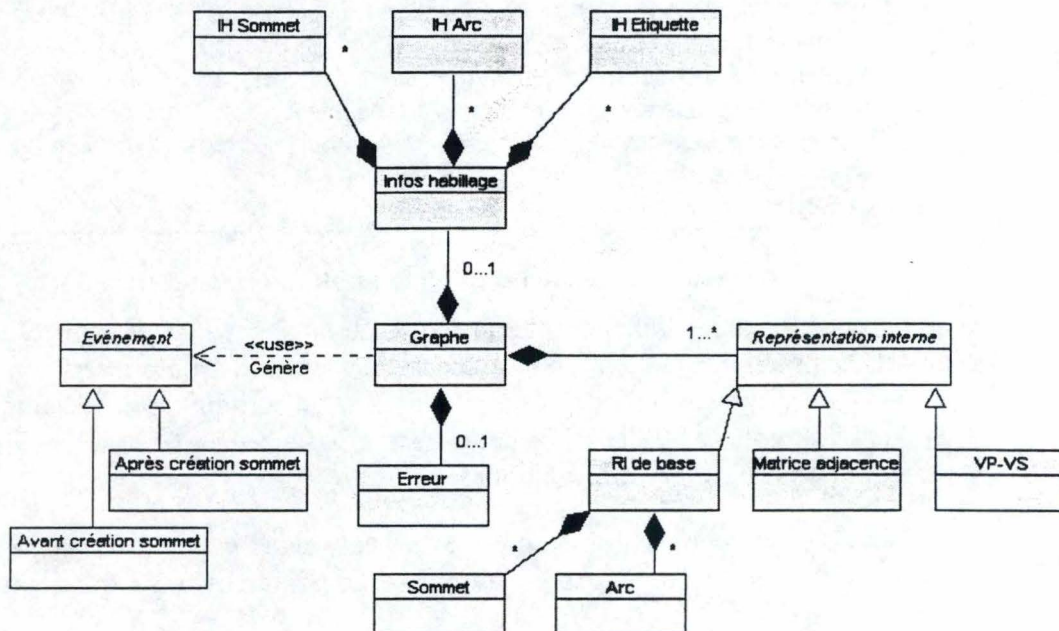 IH Sommet
IH Arc
IH Etiquette
*
*
*
Infos habillage
0...1
Evénement
<<use>>
Génère
Graphe
1...*
Représentation interne
0...1
Après création sommet
Erreur
RI de base
Matrice adjacence
VP-VS
Avant création sommet
*
*
Sommet
Arc